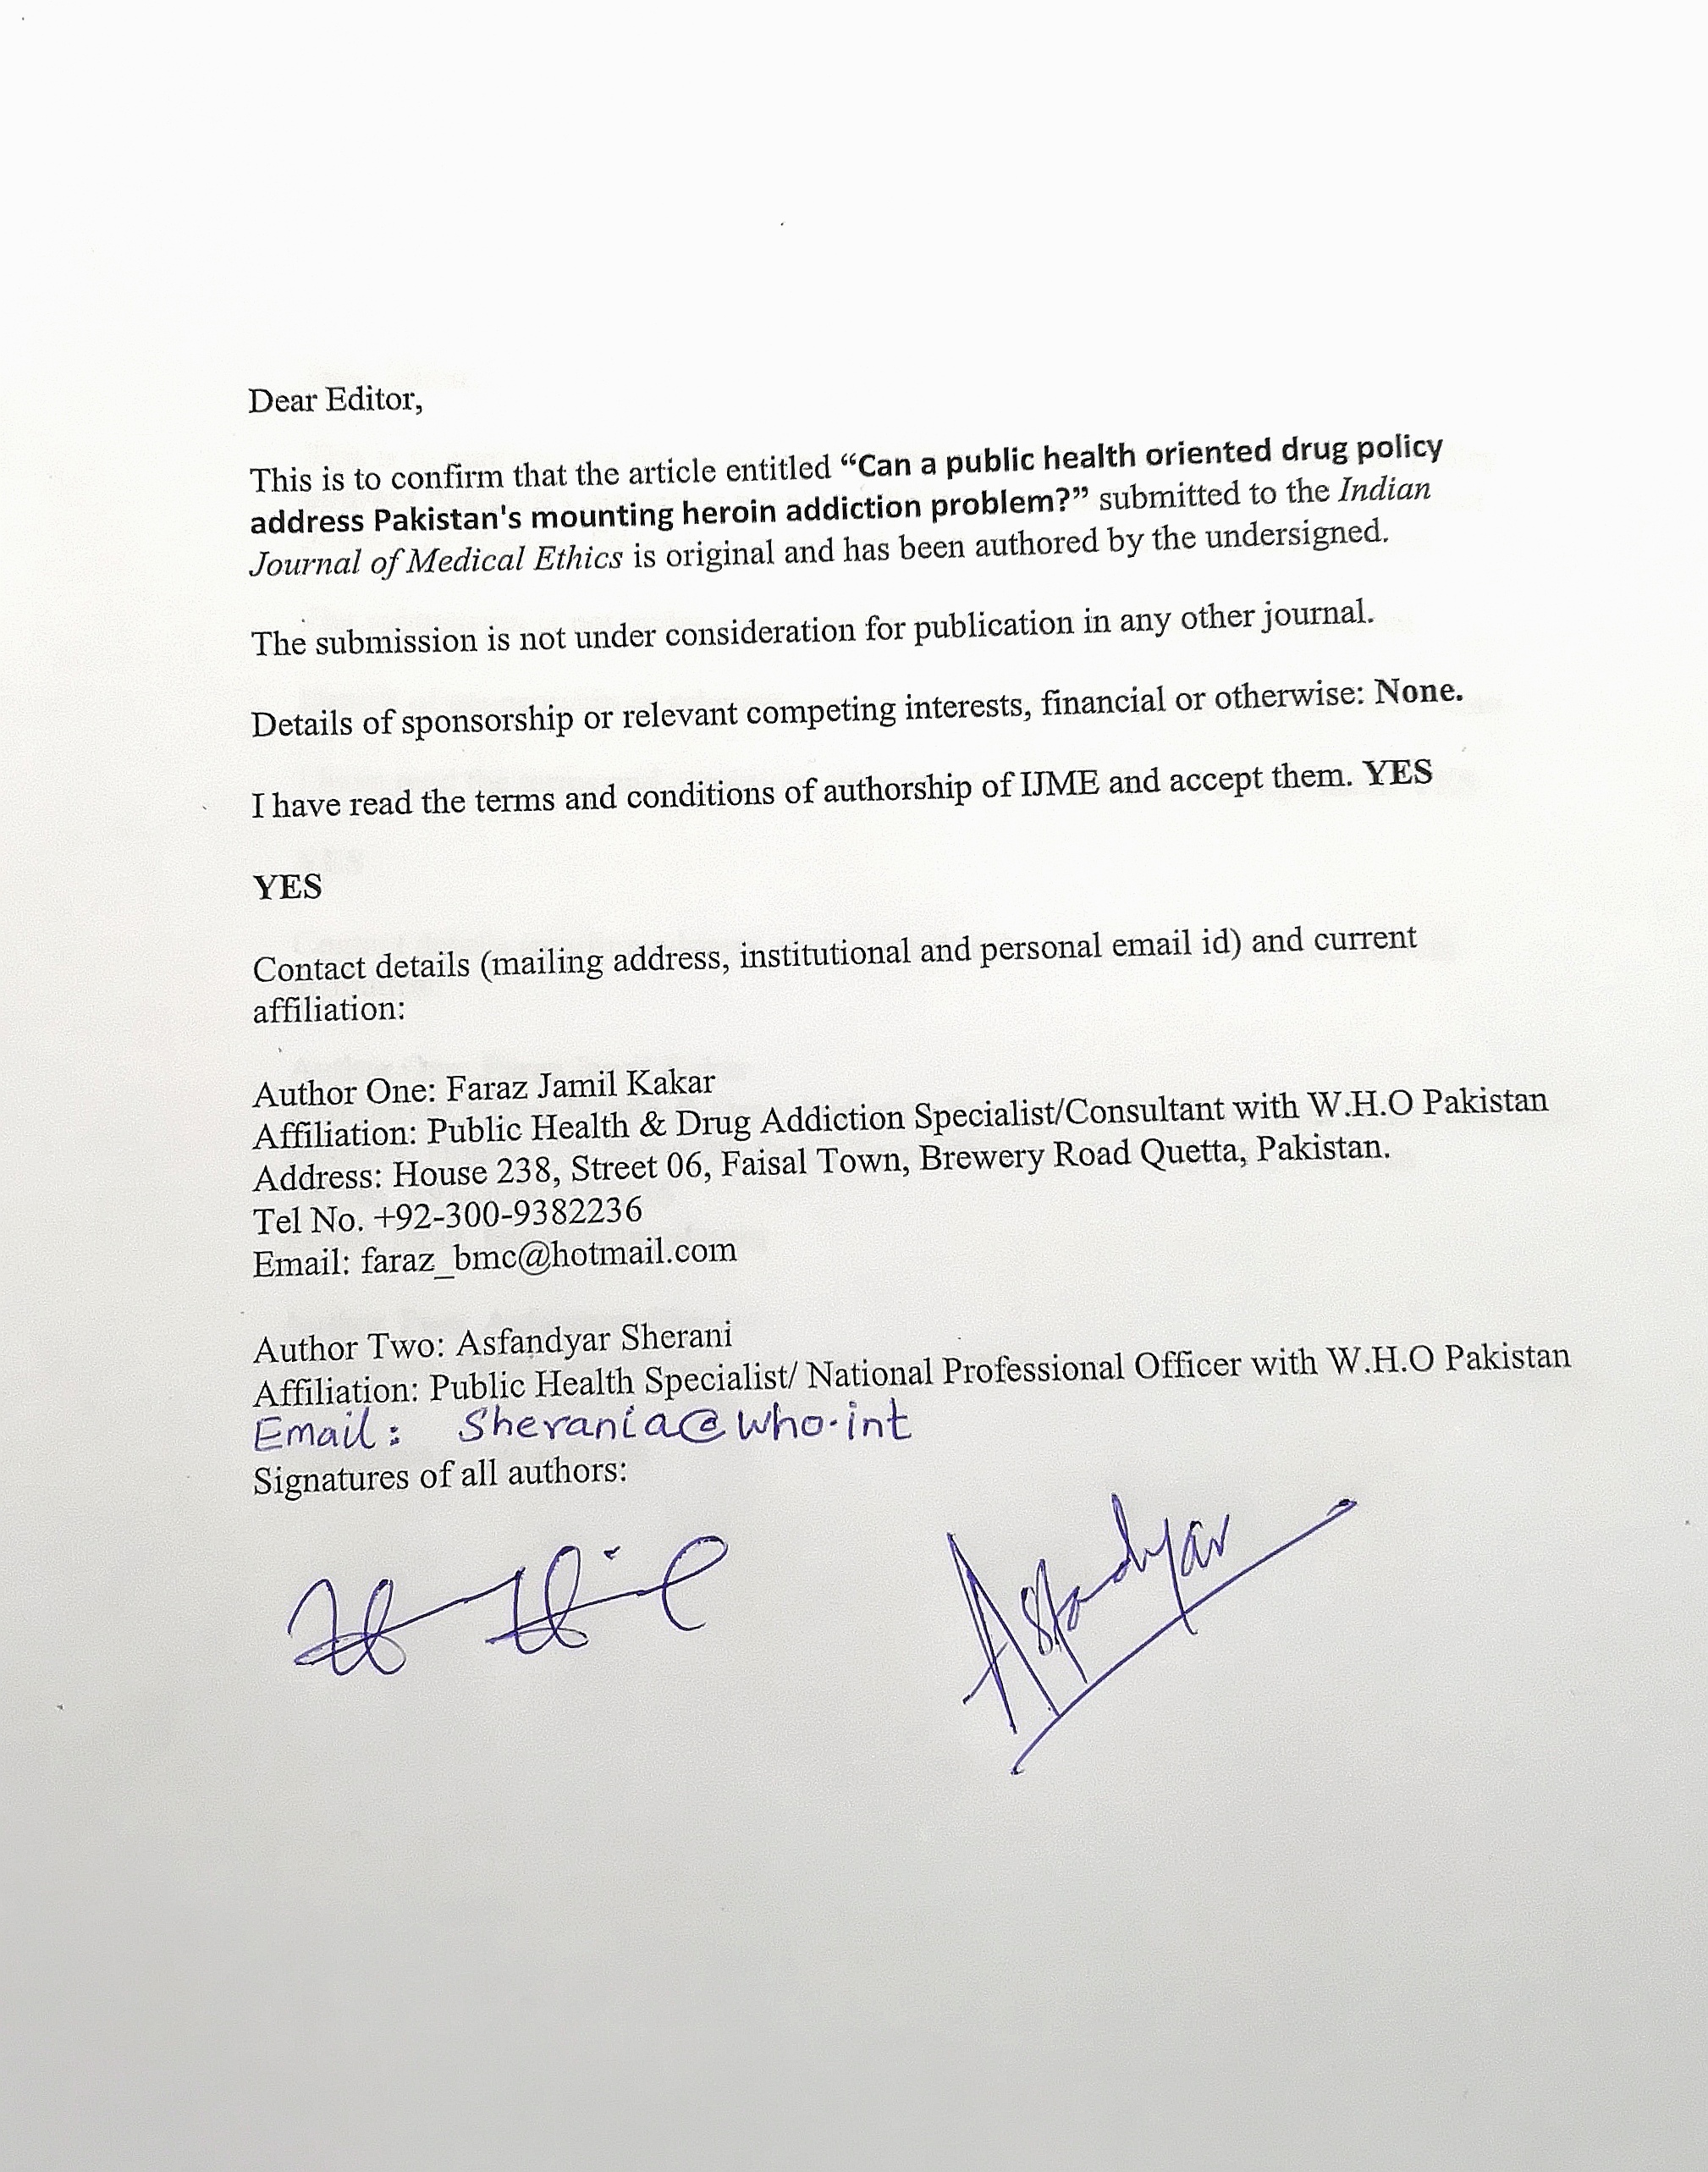 Dear Editor,
This is to confirm that the article entitled “Can a public health oriented drug policy
address Pakistan's mounting heroin addiction problem?” submitted to the Indian
Journal of Medical Ethics is original and has been authored by the undersigned.
The submission is not under consideration for publication in any other journal.
Details of sponsorship or relevant competing interests, financial or otherwise: None.
I have read the terms and conditions of authorship of IJME and accept them. YES
YES
Contact details (mailing address, institutional and personal email id) and current
affiliation:
Author One: Faraz Jamil Kakar
Affiliation: Public Health & Drug Addiction Specialist/Consultant with W.H.O Pakistan
Address: House 238, Street 06, Faisal Town, Brewery Road Quetta, Pakistan.
Tel No. +92-300-9382236
Email: faraz_bmc@hotmail.com
Author Two: Asfandyar Sherani
Affiliation: Public Health Specialist/ National Professional Officer with W.H.O Pakistan
Email: Sherania@who.int
Signatures of all authors:
Asfandyar